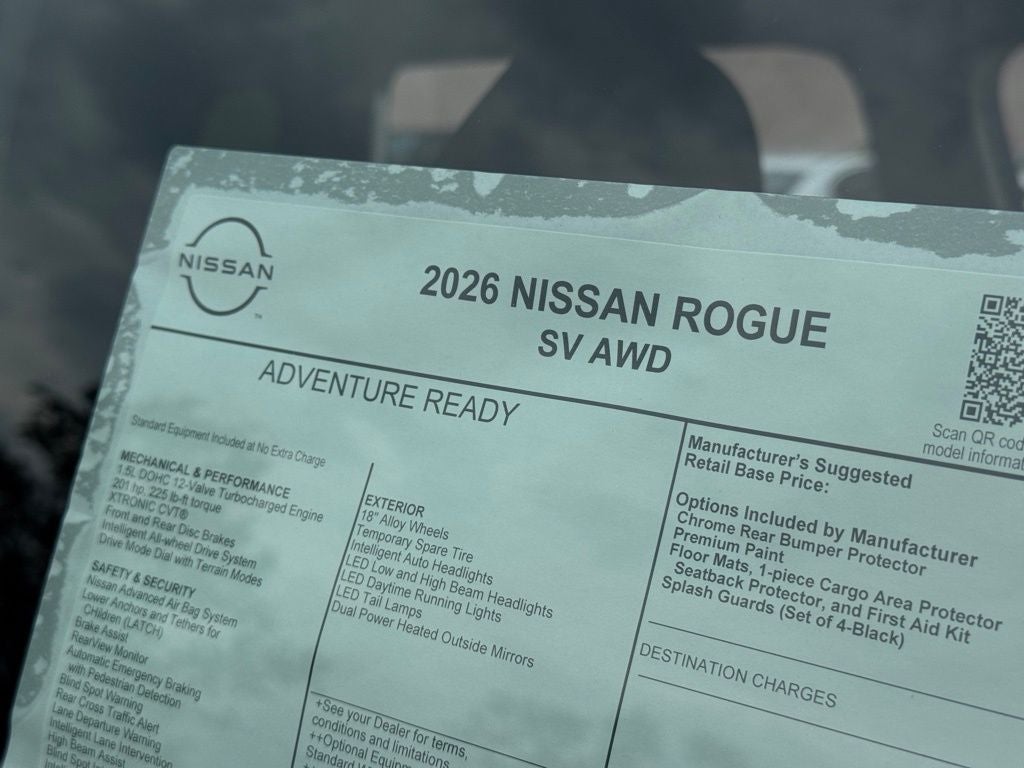 NISSAN
2026 NISSAN ROGUE
SV AWD
Scan QR
model
ADVENTURE READY
Standard Equipment Included at No Extra Charge
MECHANICAL & PERFORMANCE
1.5L DOHC 12-Valve Turbocharged Engine
201 hp, 225 lb-ft torque
XTRONIC CVT®
Front and Rear Disc Brakes
Intelligent All-wheel Drive System
Drive Mode Dial with Terrain Modes
SAFETY & SECURITY
Nissan Advanced Air Bag System
Lower Anchors and Tethers for
CHildren (LATCH)
Brake Assist
RearView Monitor
Automatic Emergency Braking
with Pedestrian Detection
Blind Spot Warning
Rear Cross Traffic Alert
Lane Departure Warning
Intelligent Lane Intervention
High Beam Assist
Blind Spot
EXTERIOR
18" Alloy Wheels
Temporary Spare Tire
Intelligent Auto Headlights
LED Low and High Beam Headlights
LED Daytime Running Lights
LED Tail Lamps
Dual Power Heated Outside Mirrors
+See your Dealer for terms,
conditions and limitations.
++Optional
Standard
Manufacturer's Suggested
Retail Base Price:
Options Included by Manufacturer
Chrome Rear Bumper Protector
Premium Paint
Floor Mats, 1-piece Cargo Area Protector
Seatback Protector, and First Aid Kit
Splash Guards (Set of 4-Black)
DESTINATION CHARGES